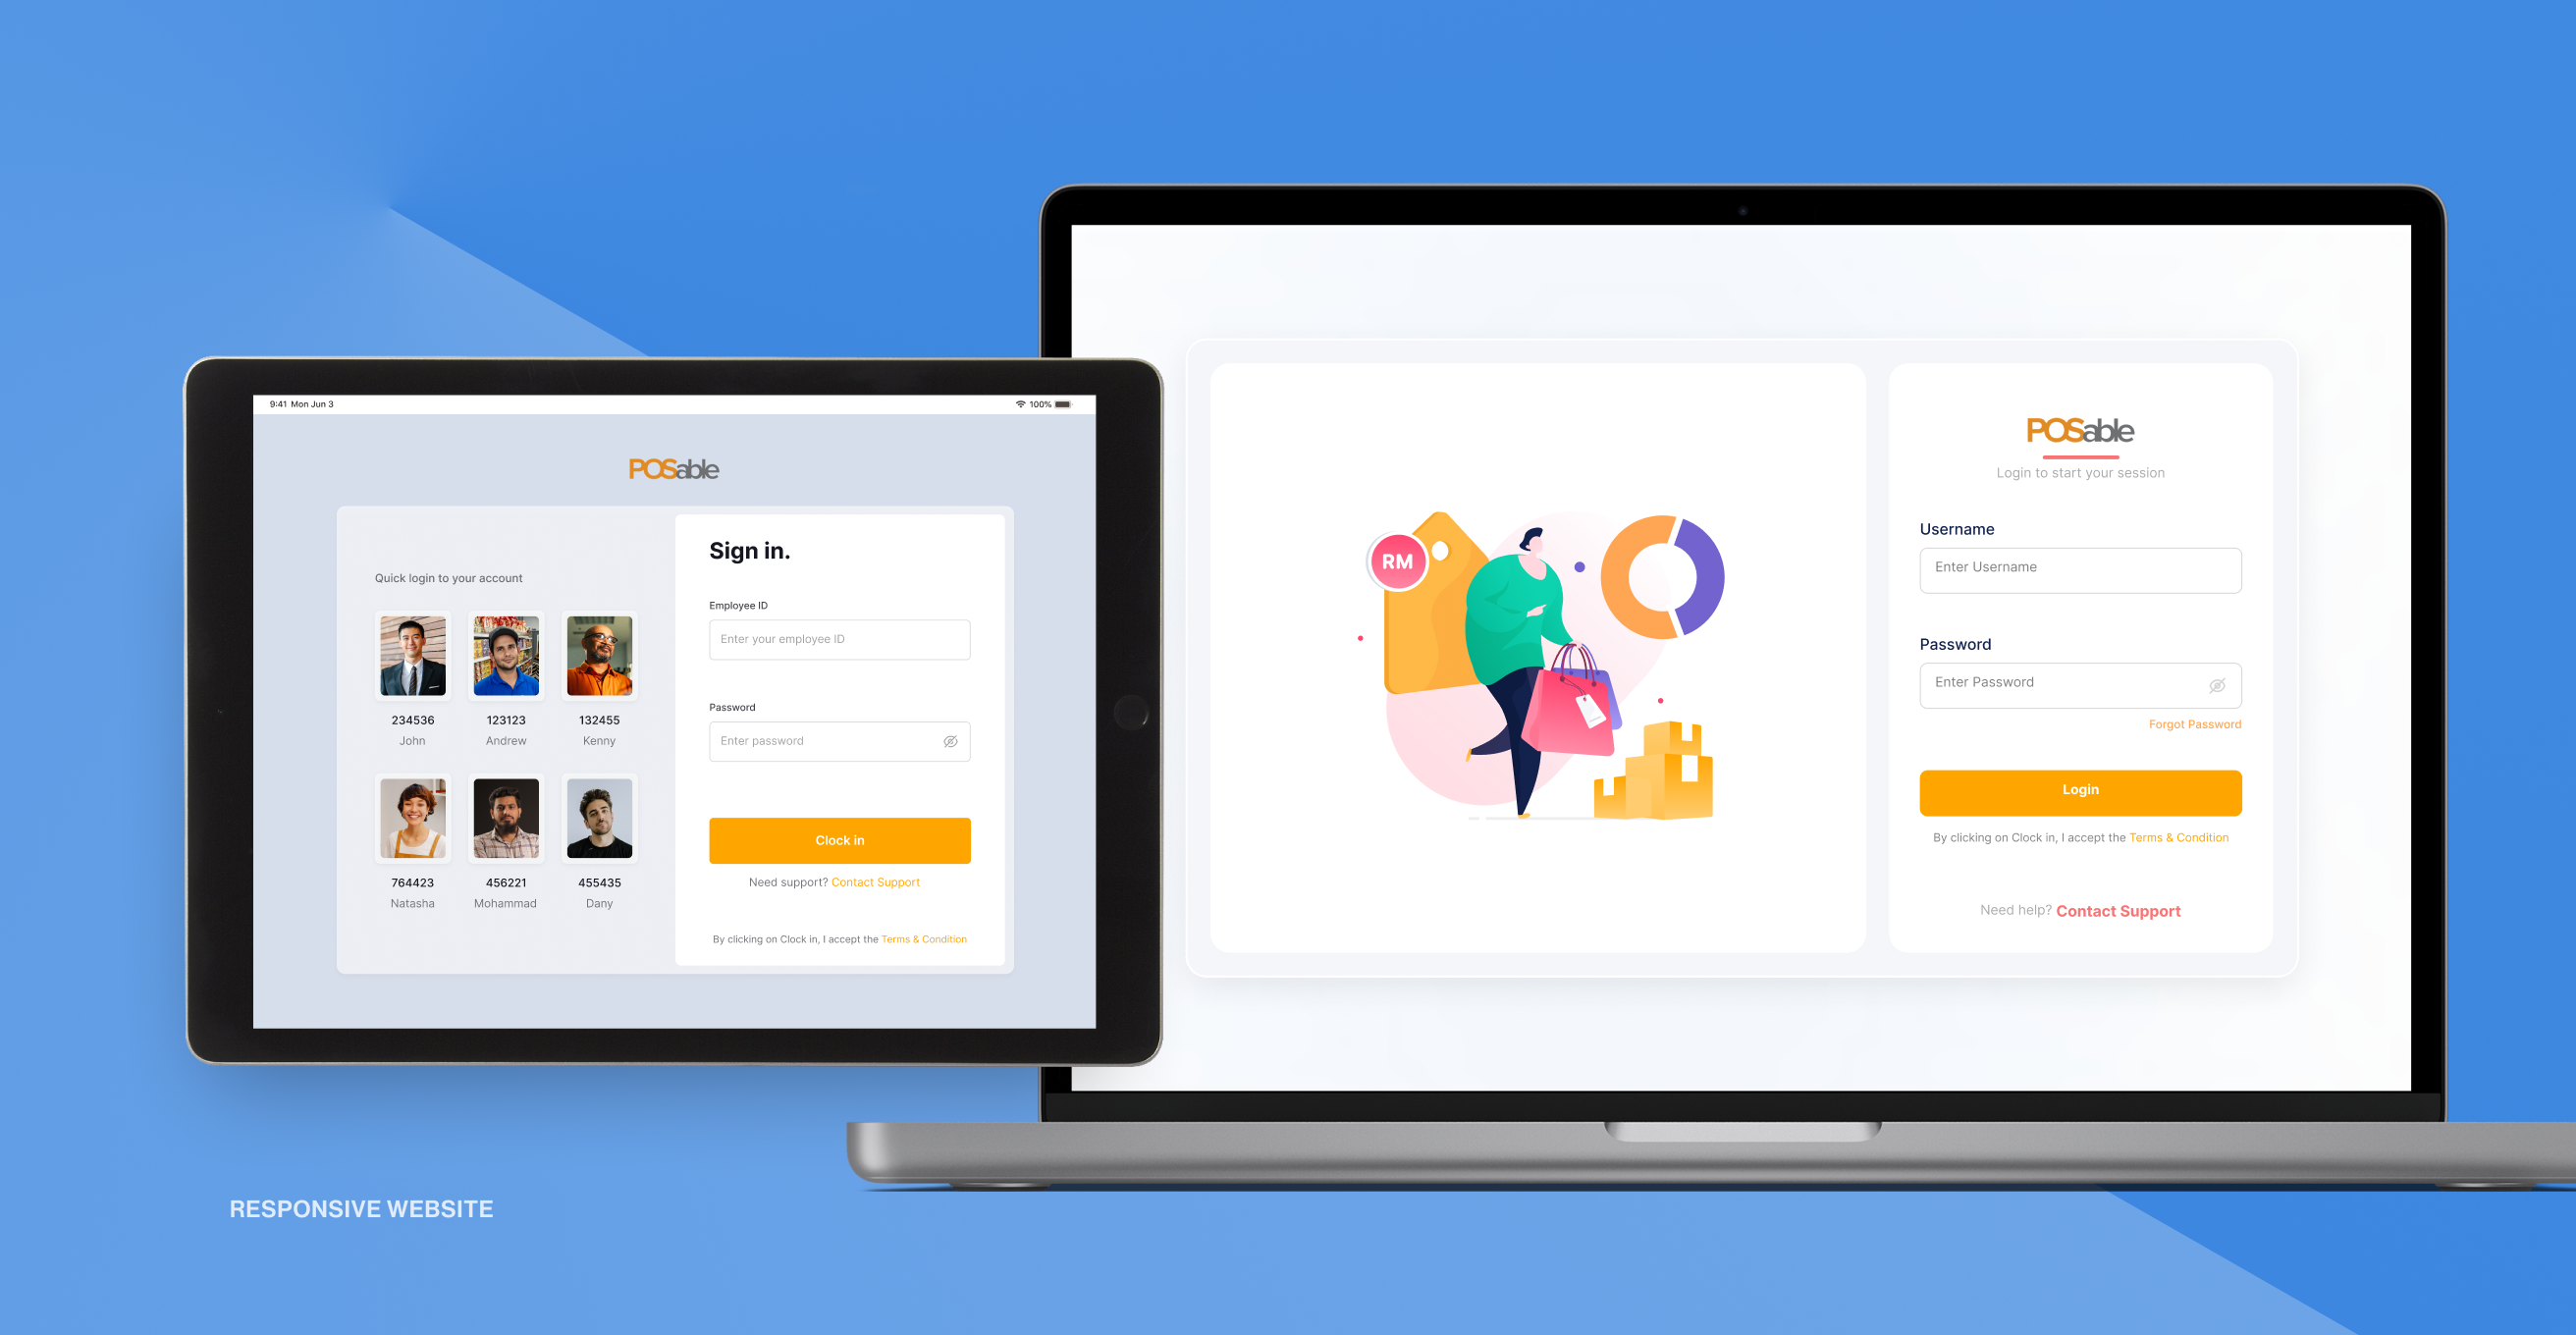 9:41 Mon Jun 3
100%
POSable
Quick login to your account
234536
John
123123
Andrew
132455
Kenny
764423
Natasha
456221
Mohammad
455435
Dany
Sign in.
Employee ID
Enter your employee ID
Password
Enter password
Clock in
Need support? Contact Support
By clicking on Clock in, I accept the Terms & Condition
RM
POSable
Login to start your session
Username
Enter Username
Password
Enter Password
Forgot Password
Login
By clicking on Clock in, I accept the Terms & Condition
Need help? Contact Support
RESPONSIVE WEBSITE